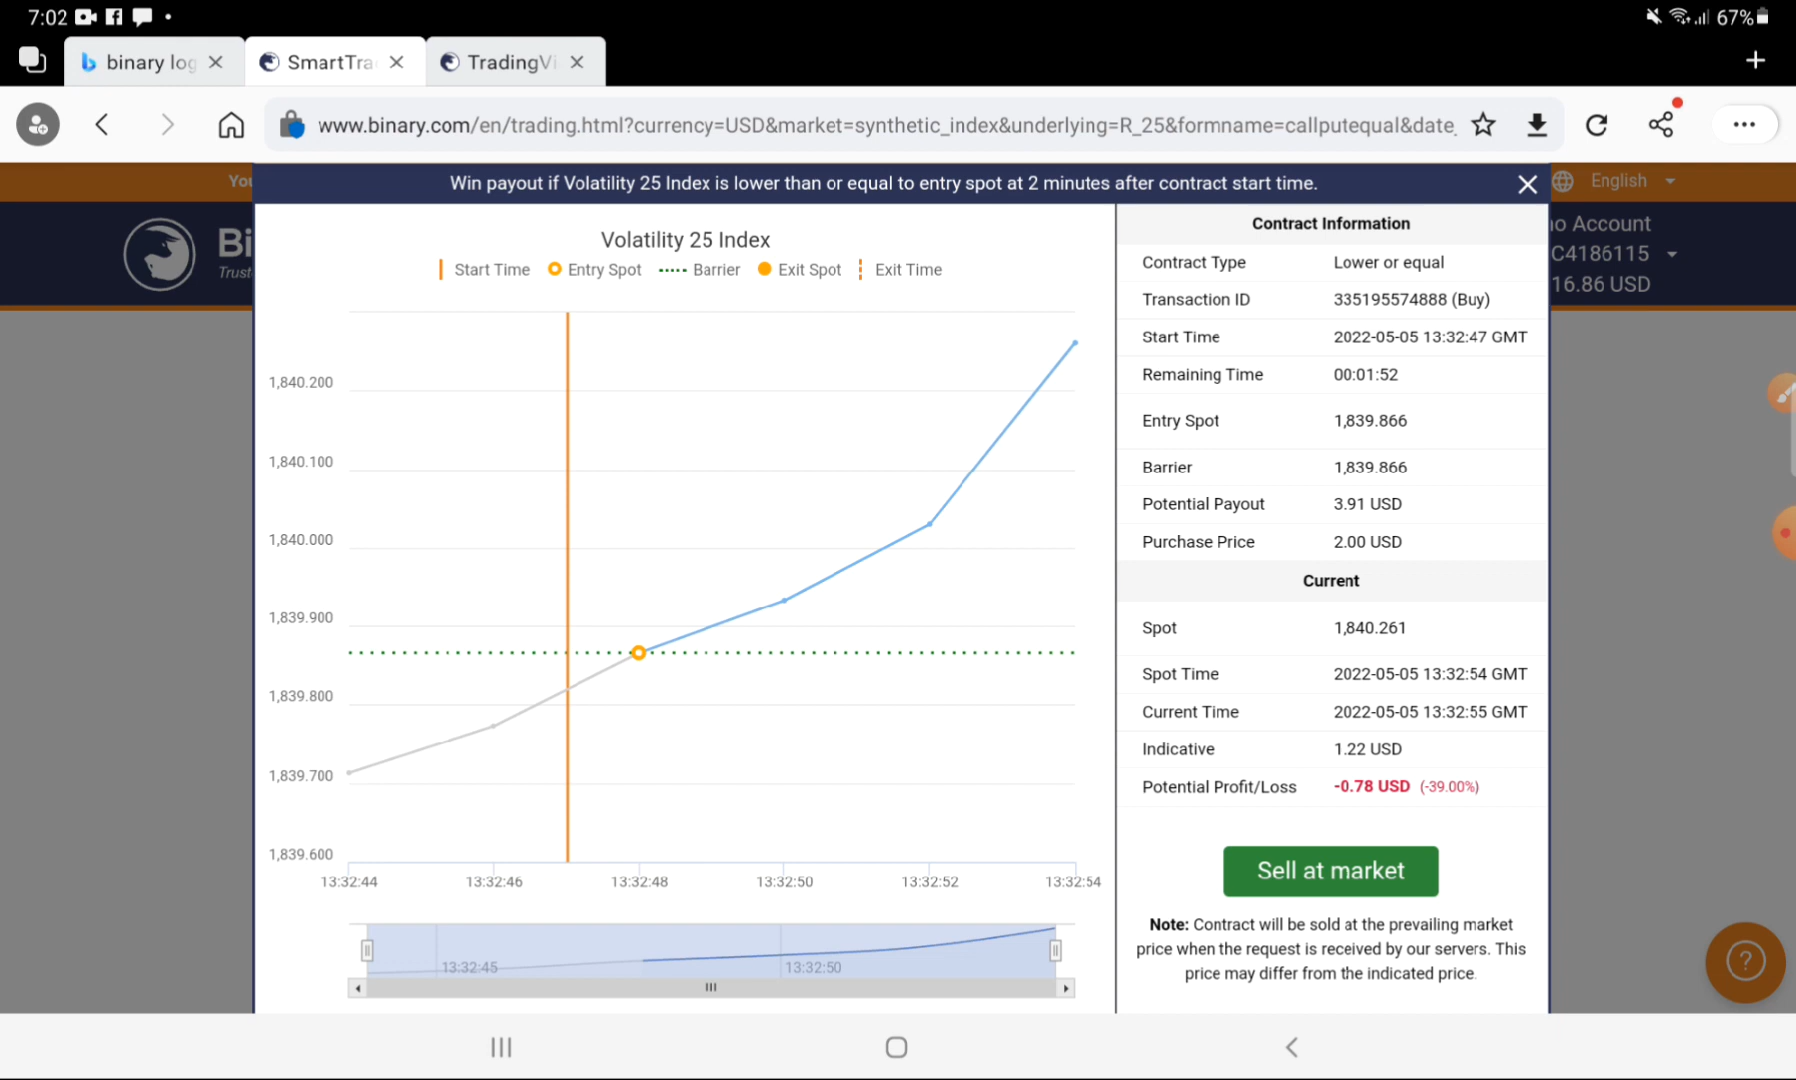 7:02
67%
binary log
SmartTra
TradingVi
www.binary.com/en/trading.html?currency=USD&market=synthetic_index&underlying=R_25&formname=callputequal&date_
You
Win payout if Volatility 25 Index is lower than or equal to entry spot at 2 minutes after contract start time.
English
Bi
Trust
Account
C4186115
16.86 USD
Volatility 25 Index
Start Time
Entry Spot
Barrier
Exit Spot
Exit Time
1,840.200
1,840.100
1,840.000
1,839.900
1,839.800
1,839.700
1,839.600
13:32:44
13:32:46
13:32:48
13:32:50
13:32:52
13:32:54
13:32:45
13:32:50
Contract Information
Contract Type Lower or equal
Transaction ID 335195574888 (Buy)
Start Time 2022-05-05 13:32:47 GMT
Remaining Time 00:01:52
Entry Spot 1,839.866
Barrier 1,839.866
Potential Payout 3.91 USD
Purchase Price 2.00 USD
Current
Spot 1,840.261
Spot Time 2022-05-05 13:32:54 GMT
Current Time 2022-05-05 13:32:55 GMT
Indicative 1.22 USD
Potential Profit/Loss -0.78 USD (-39.00%)
Sell at market
Note: Contract will be sold at the prevailing market
price when the request is received by our servers. This
price may differ from the indicated price.